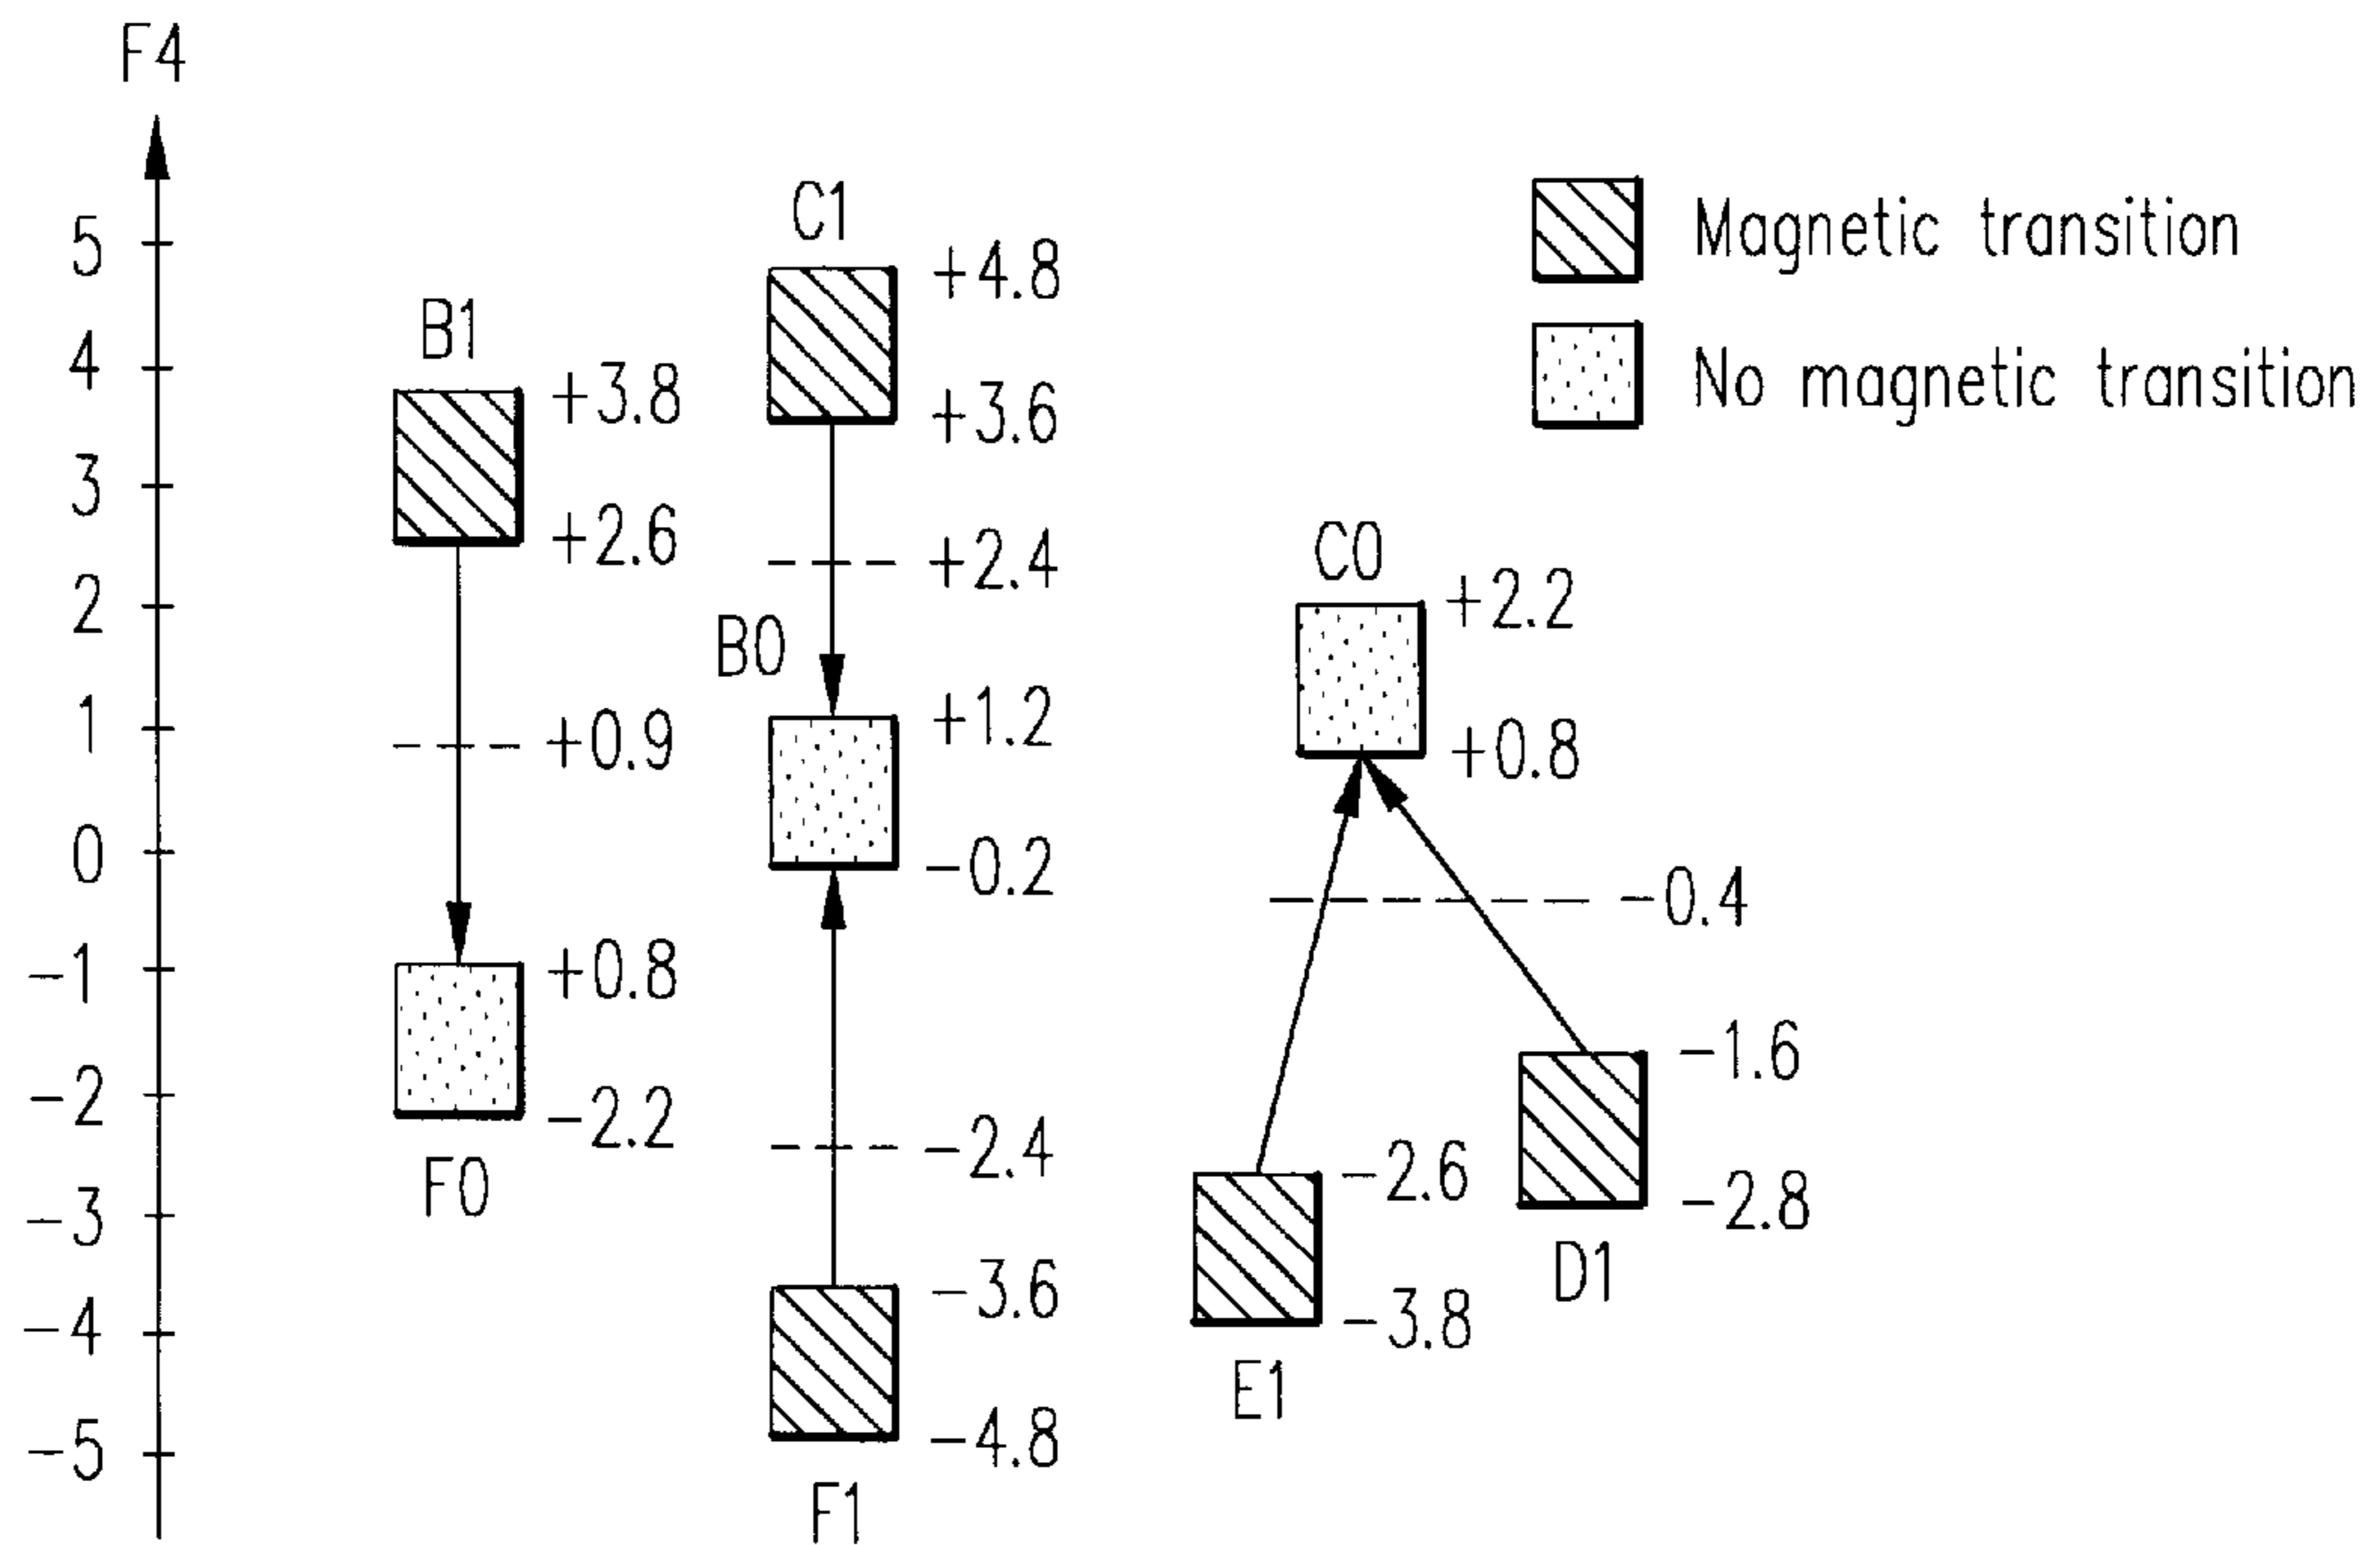 F4
5
4
3
2
1
0
−1
−2
−3
−4
−5
B1
+3.8
+2.6
+0.9
+0.8
−2.2
F0
C1
+4.8
+3.6
+2.4
B0
+1.2
−0.2
−2.4
−3.6
−4.8
F1
C0
+2.2
+0.8
−0.4
−2.6
−3.8
E1
−1.6
−2.8
D1
Magnetic transition
No magnetic transition